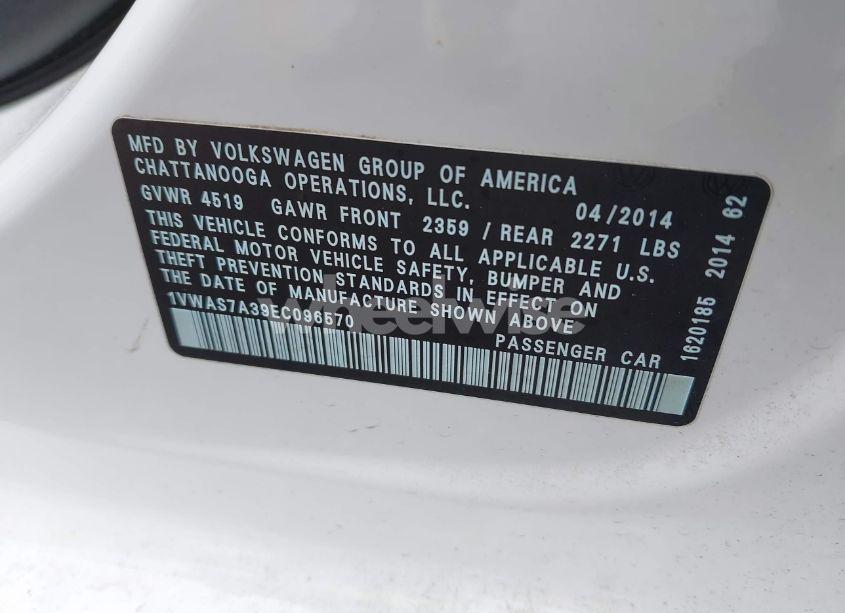 MFD BY VOLKSWAGEN GROUP OF AMERICA
CHATTANOOGA OPERATIONS, LLC.
04/2014
GVWR 4519 GAWR FRONT 2359 / REAR 2271 LBS
THIS VEHICLE CONFORMS TO ALL APPLICABLE U.S.
FEDERAL MOTOR VEHICLE SAFETY, BUMPER AND
THEFT PREVENTION STANDARDS IN EFFECT ON
THE DATE OF MANUFACTURE SHOWN ABOVE
1VWAS7A39EC096570
PASSENGER CAR
1620185 2014 62
wheelwise